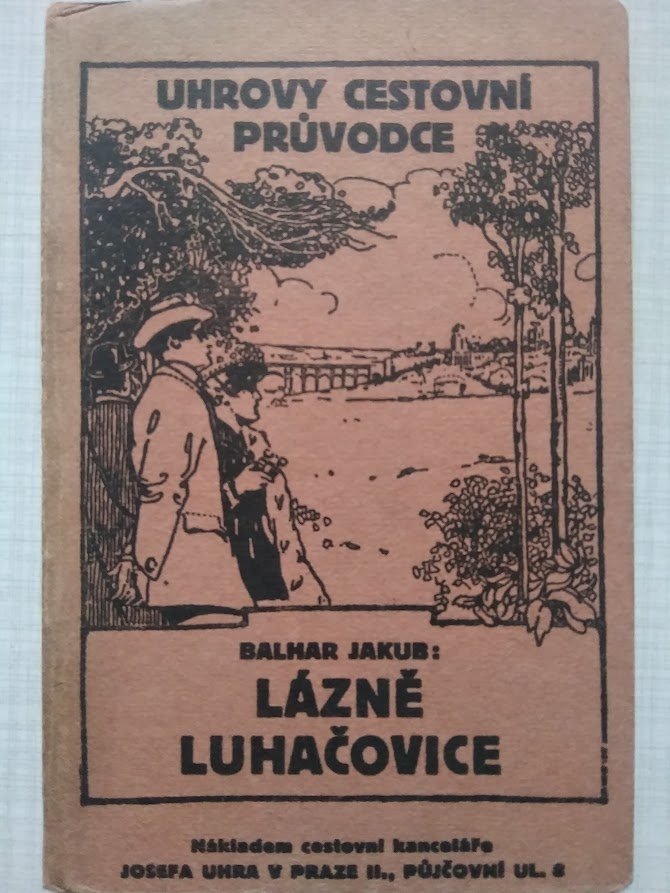 UHROVY CESTOVNÍ
PRŮVODCE
BALHAR JAKUB:
LÁZNĚ
LUHAČOVICE
Nákladem cestovní kanceláře
JOSEFA UHRA V PRAZE II., PŮJČOVNÍ UL. 8